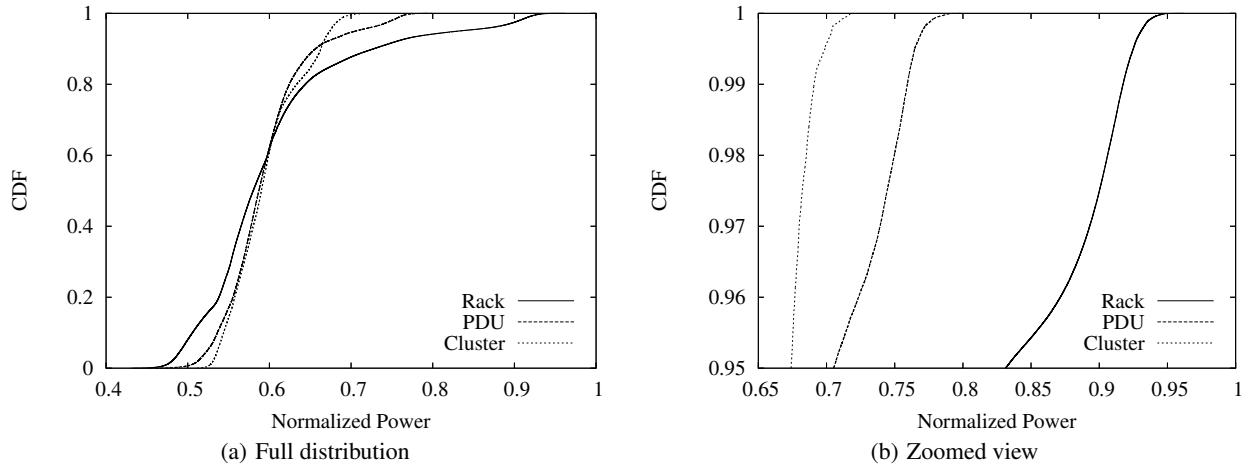 1
0.8
0.6
0.4
0.2
0
CDF
0.4 0.5 0.6 0.7 0.8 0.9 1
Normalized Power
Rack
PDU
Cluster
(a) Full distribution
1
0.99
0.98
0.97
0.96
0.95
CDF
0.65 0.7 0.75 0.8 0.85 0.9 0.95 1
Normalized Power
Rack
PDU
Cluster
(b) Zoomed view